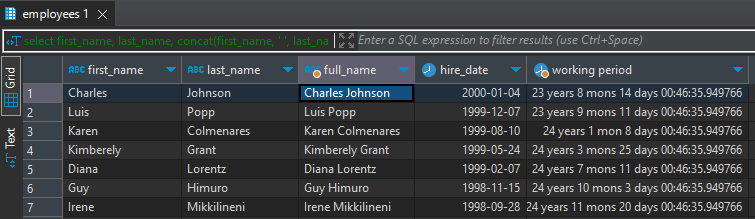 employees 1
select first_name, last_name, concat(first_name, ' ', last_na Enter a SQL expression to filter results (use Ctrl+Space)
Grid
Text
ABC first_name ABC last_name ABC full_name hire_date working period
1 Charles Johnson Charles Johnson 2000-01-04 23 years 8 mons 14 days 00:46:35.949766
2 Luis Popp Luis Popp 1999-12-07 23 years 9 mons 11 days 00:46:35.949766
3 Karen Colmenares Karen Colmenares 1999-08-10 24 years 1 mon 8 days 00:46:35.949766
4 Kimberely Grant Kimberely Grant 1999-05-24 24 years 3 mons 25 days 00:46:35.949766
5 Diana Lorentz Diana Lorentz 1999-02-07 24 years 7 mons 11 days 00:46:35.949766
6 Guy Himuro Guy Himuro 1998-11-15 24 years 10 mons 3 days 00:46:35.949766
7 Irene Mikkilineni Irene Mikkilineni 1998-09-28 24 years 11 mons 20 days 00:46:35.949766